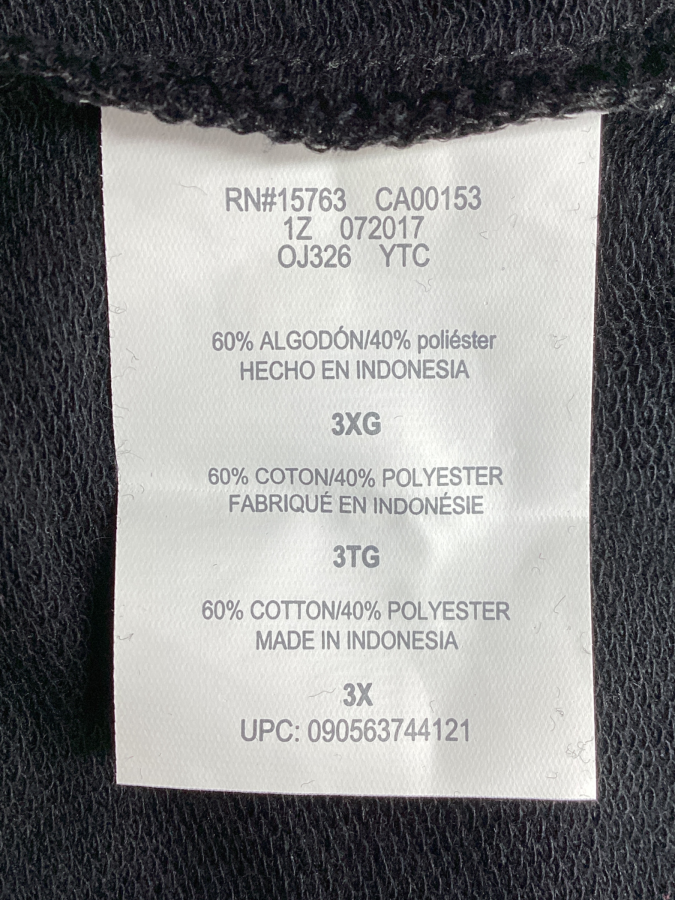 RN#15763 CA00153
1Z 072017
OJ326 YTC
60% ALGODÓN/40% poliéster
HECHO EN INDONESIA
3XG
60% COTON/40% POLYESTER
FABRIQUÉ EN INDONÉSIE
3TG
60% COTTON/40% POLYESTER
MADE IN INDONESIA
3X
UPC: 090563744121